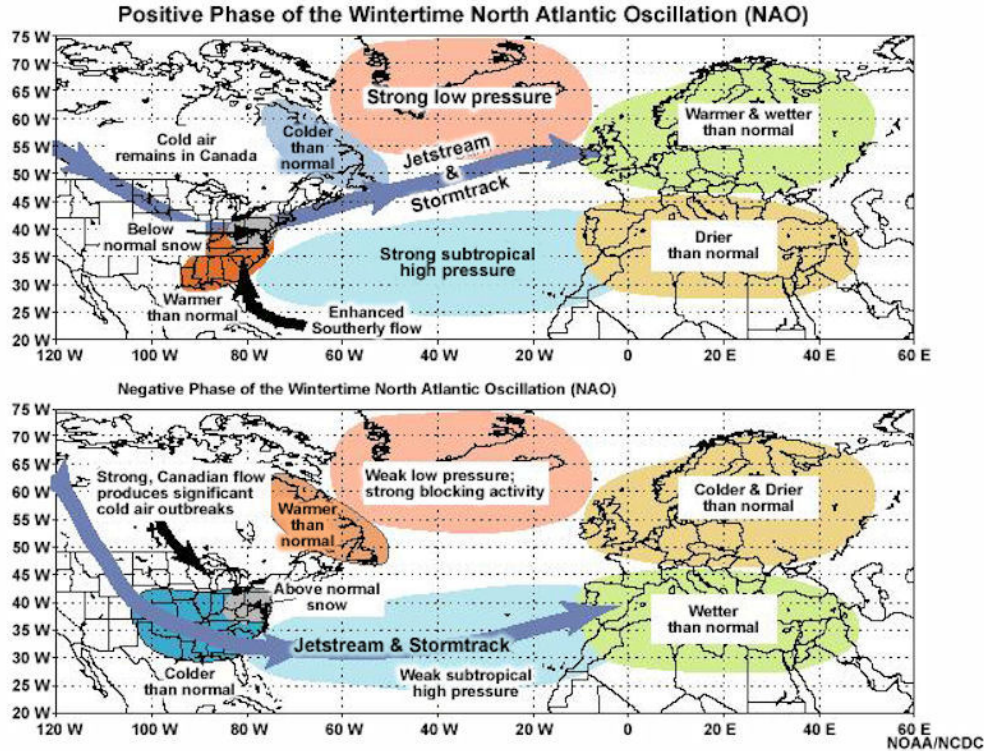 Positive Phase of the Wintertime North Atlantic Oscillation (NAO)
75 W
70 W
65 W
60 W
55 W
50 W
45 W
40 W
35 W
30 W
25 W
20 W
Strong low pressure
Warmer & wetter
than normal
Colder
than
normal
Cold air
remains in Canada
Jetstream
&
Stormtrack
Below
normal snow
Strong subtropical
high pressure
Drier
than normal
Warmer
than normal
Enhanced
Southerly flow
120 W 100 W 80 W 60 W 40 W 20 W 0 20 E 40 E 60 E
Negative Phase of the Wintertime North Atlantic Oscillation (NAO)
75 W
70 W
65 W
60 W
55 W
50 W
45 W
40 W
35 W
30 W
25 W
20 W
Strong, Canadian flow
produces significant
cold air outbreaks
Weak low pressure;
strong blocking activity
Colder & Drier
than normal
Warmer
than
normal
Above normal
snow
Wetter
than normal
Jetstream & Stormtrack
Colder
than normal
Weak subtropical
high pressure
120 W 100 W 80 W 60 W 40 W 20 W 0 20 E 40 E 60 E
NOAA/NCDC